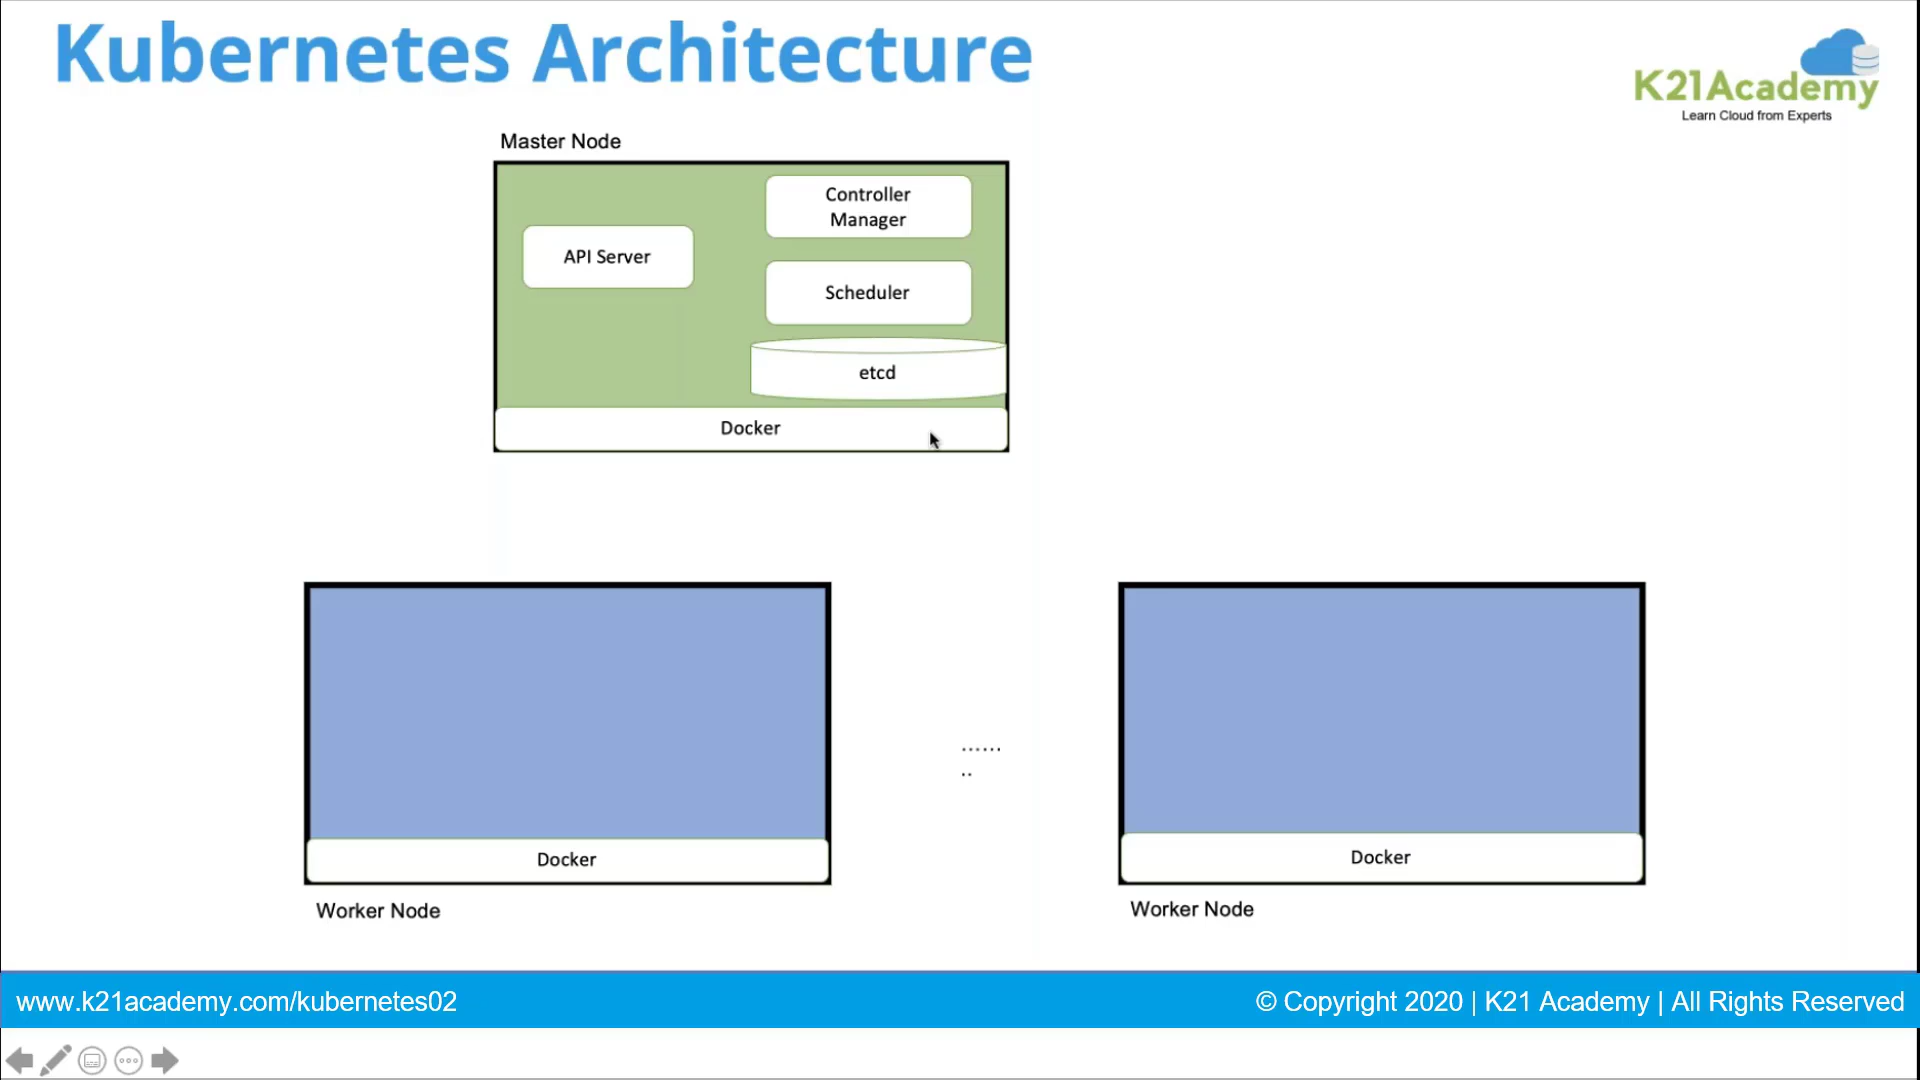 Kubernetes Architecture
K21Academy
Learn Cloud from Experts
Master Node
Controller
Manager
API Server
Scheduler
etcd
Docker
......
..
Docker
Docker
Worker Node
Worker Node
www.k21academy.com/kubernetes02
© Copyright 2020 | K21 Academy | All Rights Reserved